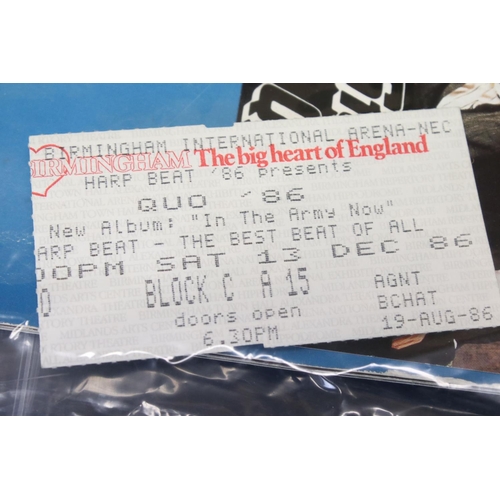 BIRMINGHAM INTERNATIONAL ARENA-NEC
BIRMINGHAM The big heart of England
HARP BEAT '86 Presents
QUO '86
New Album: "In The Army Now"
ARP BEAT - THE BEST BEAT OF ALL
00PM SAT 13 DEC 86
0 BLOCK C A 15 AGNT
doors open BCHAT
6.30PM 19-AUG-86